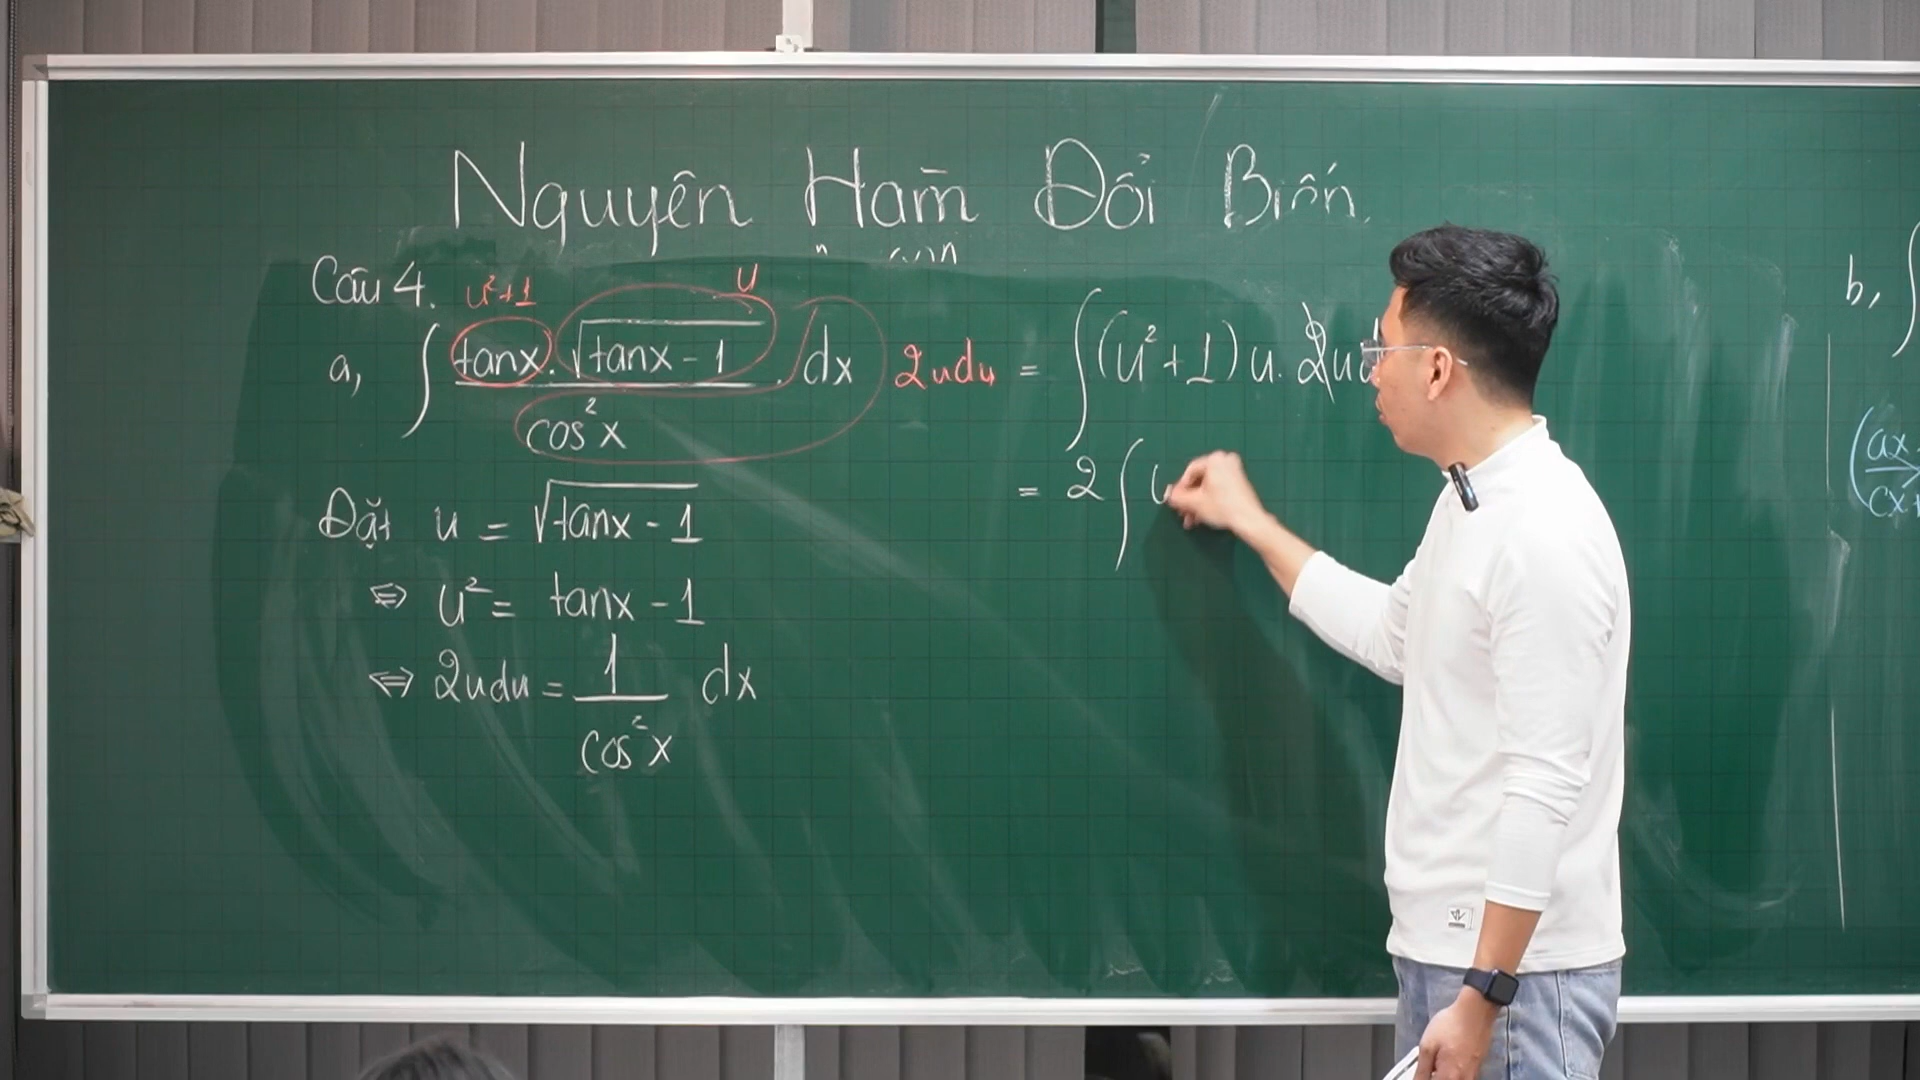 Nguyên Hàm Đổi Biến.
Câu 4.
u²+1
u
a, ∫ tanx.√(tanx - 1) / cos²x . dx 2udu = ∫(u²+1)u.2ud
= 2∫u
Đặt u = √(tanx - 1)
⇔ u² = tanx - 1
⇔ 2udu = 1/cos²x dx
b, ∫
(ax
cx+